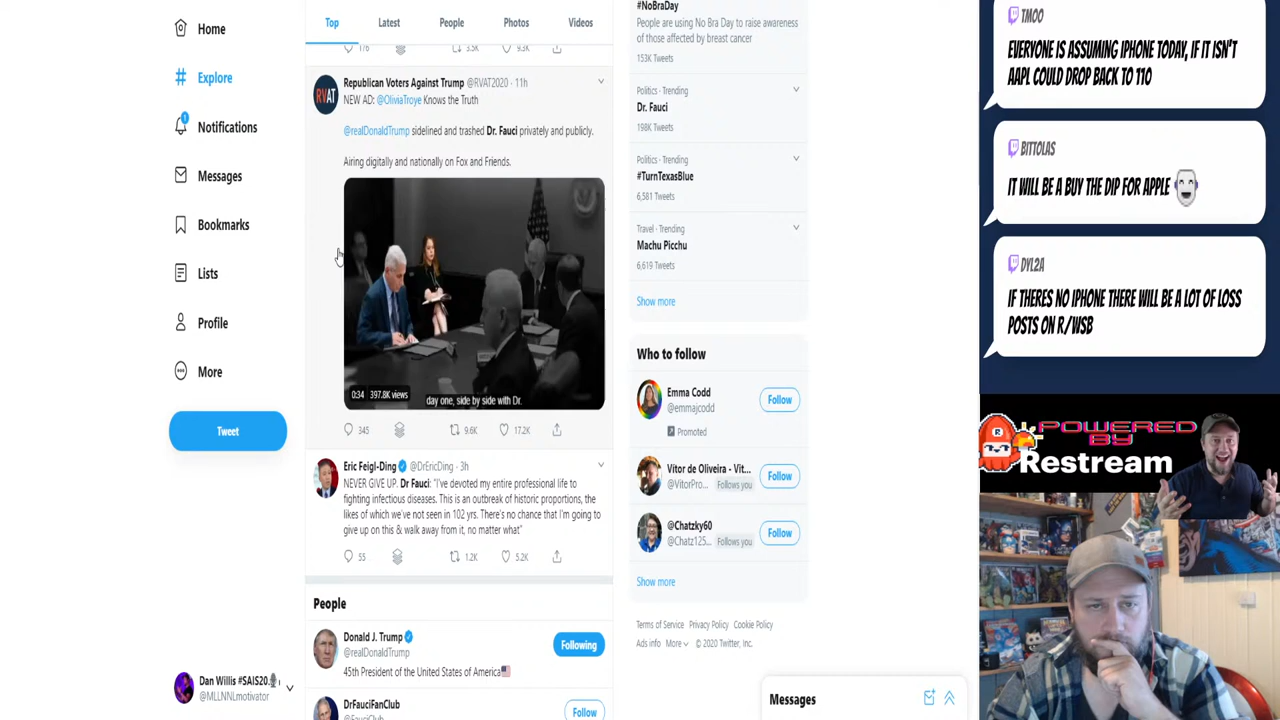 Home
Explore
1
Notifications
Messages
Bookmarks
Lists
Profile
More
Tweet
Dan Willis #SAIS20.
@MLLNNLmotivator
Top
Latest
People
Photos
Videos
176
3.5K
9.3K
RVAT
Republican Voters Against Trump @RVAT2020 · 11h
NEW AD: @OliviaTroye Knows the Truth
@realDonaldTrump sidelined and trashed Dr. Fauci privately and publicly.
Airing digitally and nationally on Fox and Friends.
0:34
397.8K views
day one, side by side with Dr.
345
9.6K
17.2K
Eric Feigl-Ding @DrEricDing · 3h
NEVER GIVE UP. Dr Fauci: "I've devoted my entire professional life to
fighting infectious diseases. This is an outbreak of historic proportions, the
likes of which we've not seen in 102 yrs. There's no chance that I'm going to
give up on this & walk away from it, no matter what"
55
1.2K
5.2K
People
Donald J. Trump
@realDonaldTrump
Following
45th President of the United States of America
DrFauciFanClub
Follow
#NoBraDay
People are using No Bra Day to raise awareness
of those affected by breast cancer
153K Tweets
Politics · Trending
Dr. Fauci
198K Tweets
Politics · Trending
#TurnTexasBlue
6,581 Tweets
Travel · Trending
Machu Picchu
6,619 Tweets
Show more
Who to follow
Emma Codd
@emmajcodd
Follow
Promoted
Vitor de Oliveira - Vit...
@VitorPro... Follows you
Follow
@Chatzky60
@Chatz125... Follows you
Follow
Show more
Terms of Service Privacy Policy Cookie Policy
Ads info More © 2020 Twitter, Inc.
Messages
TMOO
EVERYONE IS ASSUMING IPHONE TODAY, IF IT ISN'T
AAPL COULD DROP BACK TO 110
BITTOLAS
IT WILL BE A BUY THE DIP FOR APPLE
DYL2A
IF THERES NO IPHONE THERE WILL BE A LOT OF LOSS
POSTS ON R/WSB
POWERED
BY
Restream